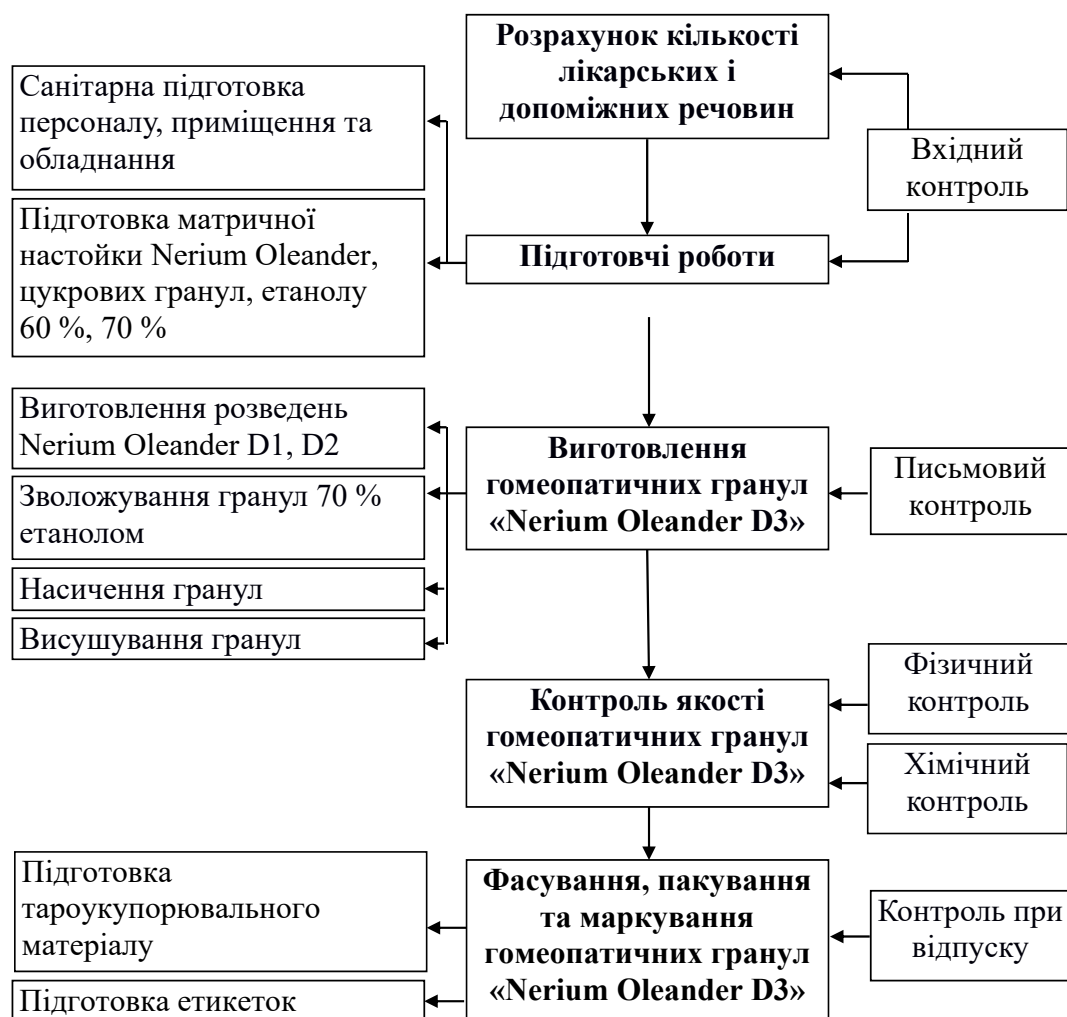 Розрахунок кількості
лікарських і
допоміжних речовин
Санітарна підготовка
персоналу, приміщення та
обладнання
Вхідний
контроль
Підготовка матричної
настойки Nerium Oleander,
цукрових гранул, етанолу
60 %, 70 %
Підготовчі роботи
Виготовлення розведень
Nerium Oleander D1, D2
Зволожування гранул 70 %
етанолом
Насичення гранул
Висушування гранул
Виготовлення
гомеопатичних гранул
«Nerium Oleander D3»
Письмовий
контроль
Контроль якості
гомеопатичних гранул
«Nerium Oleander D3»
Фізичний
контроль
Хімічний
контроль
Підготовка
тароукупорювального
матеріалу
Підготовка етикеток
Фасування, пакування
та маркування
гомеопатичних гранул
«Nerium Oleander D3»
Контроль при
відпуску